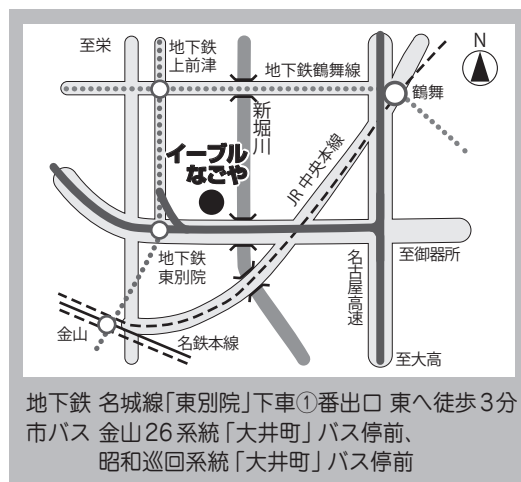 至栄
地下鉄
上前津
地下鉄鶴舞線
N
鶴舞
新堀川
イーブル
なごや
JR中央本線
地下鉄
東別院
名古屋高速
至御器所
金山
名鉄本線
至大高
地下鉄 名城線「東別院」下車①番出口 東へ徒歩3分
市バス 金山26系統「大井町」バス停前、
昭和巡回系統「大井町」バス停前